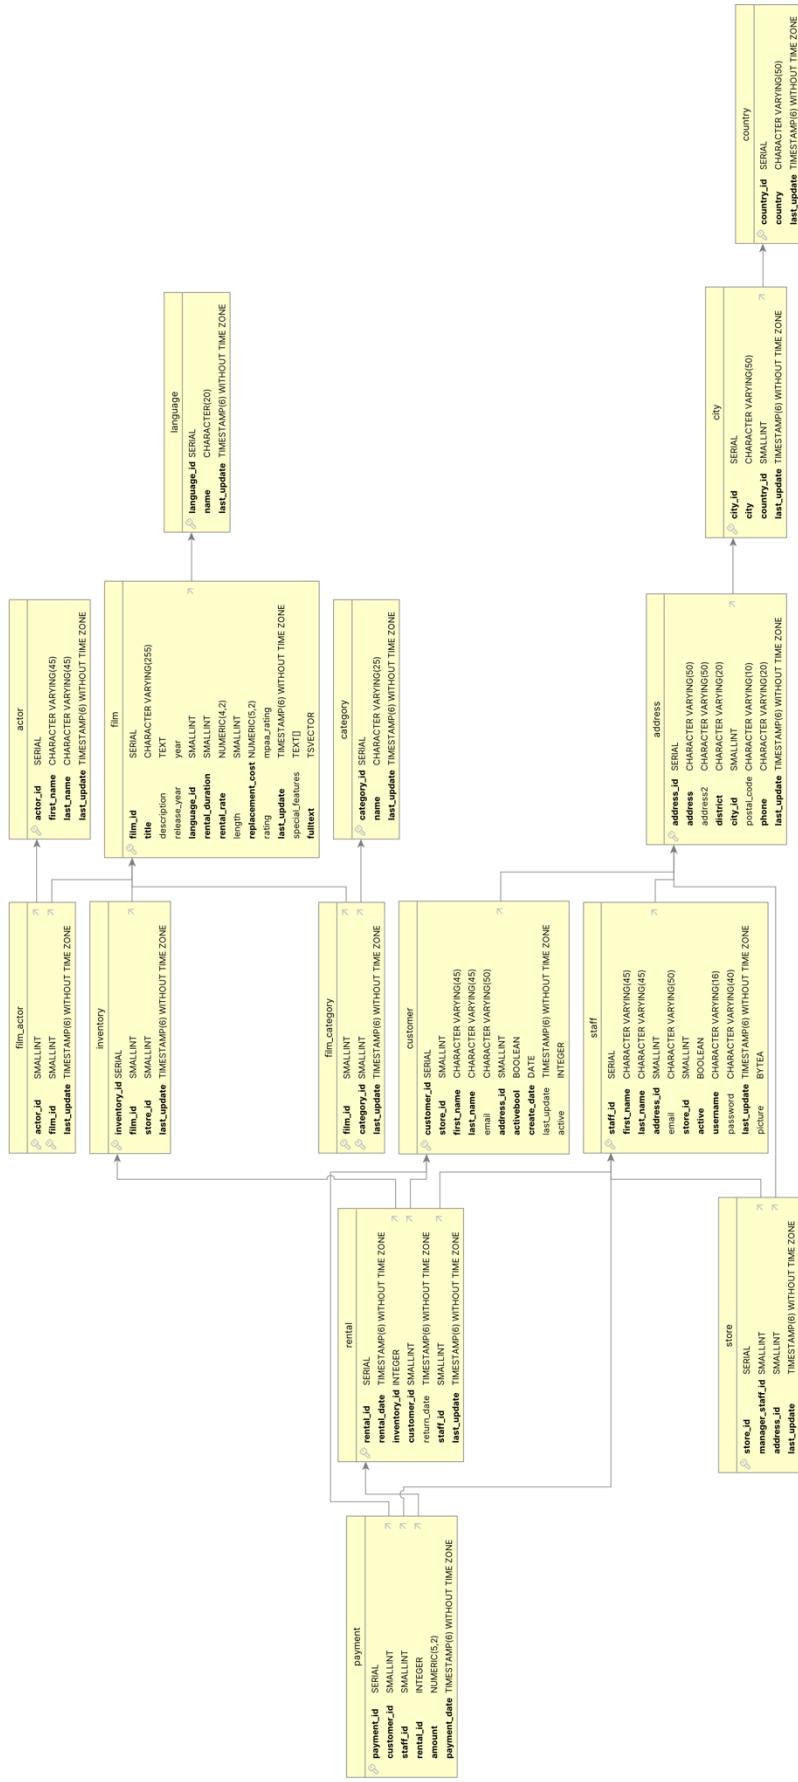 payment
payment_id SERIAL
customer_id SMALLINT
staff_id SMALLINT
rental_id INTEGER
amount NUMERIC(5,2)
payment_date TIMESTAMP(6) WITHOUT TIME ZONE
rental
rental_id SERIAL
rental_date TIMESTAMP(6) WITHOUT TIME ZONE
inventory_id INTEGER
customer_id SMALLINT
return_date TIMESTAMP(6) WITHOUT TIME ZONE
staff_id SMALLINT
last_update TIMESTAMP(6) WITHOUT TIME ZONE
store
store_id SERIAL
manager_staff_id SMALLINT
address_id SMALLINT
last_update TIMESTAMP(6) WITHOUT TIME ZONE
film_actor
actor_id SMALLINT
film_id SMALLINT
last_update TIMESTAMP(6) WITHOUT TIME ZONE
inventory
inventory_id SERIAL
film_id SMALLINT
store_id SMALLINT
last_update TIMESTAMP(6) WITHOUT TIME ZONE
film_category
film_id SMALLINT
category_id SMALLINT
last_update TIMESTAMP(6) WITHOUT TIME ZONE
customer
customer_id SERIAL
store_id SMALLINT
first_name CHARACTER VARYING(45)
last_name CHARACTER VARYING(45)
email CHARACTER VARYING(50)
address_id SMALLINT
activebool BOOLEAN
create_date DATE
last_update TIMESTAMP(6) WITHOUT TIME ZONE
active INTEGER
staff
staff_id SERIAL
first_name CHARACTER VARYING(45)
last_name CHARACTER VARYING(45)
address_id SMALLINT
email CHARACTER VARYING(50)
store_id SMALLINT
active BOOLEAN
username CHARACTER VARYING(16)
password CHARACTER VARYING(40)
last_update TIMESTAMP(6) WITHOUT TIME ZONE
picture BYTEA
actor
actor_id SERIAL
first_name CHARACTER VARYING(45)
last_name CHARACTER VARYING(45)
last_update TIMESTAMP(6) WITHOUT TIME ZONE
film
film_id SERIAL
title CHARACTER VARYING(255)
description TEXT
release_year year
language_id SMALLINT
rental_duration SMALLINT
rental_rate NUMERIC(4,2)
length SMALLINT
replacement_cost NUMERIC(5,2)
rating mpaa_rating
last_update TIMESTAMP(6) WITHOUT TIME ZONE
special_features TEXT[]
fulltext TSVECTOR
category
category_id SERIAL
name CHARACTER VARYING(25)
last_update TIMESTAMP(6) WITHOUT TIME ZONE
address
address_id SERIAL
address CHARACTER VARYING(50)
address2 CHARACTER VARYING(50)
district CHARACTER VARYING(20)
city_id SMALLINT
postal_code CHARACTER VARYING(10)
phone CHARACTER VARYING(20)
last_update TIMESTAMP(6) WITHOUT TIME ZONE
language
language_id SERIAL
name CHARACTER(20)
last_update TIMESTAMP(6) WITHOUT TIME ZONE
city
city_id SERIAL
city CHARACTER VARYING(50)
country_id SMALLINT
last_update TIMESTAMP(6) WITHOUT TIME ZONE
country
country_id SERIAL
country CHARACTER VARYING(50)
last_update TIMESTAMP(6) WITHOUT TIME ZONE